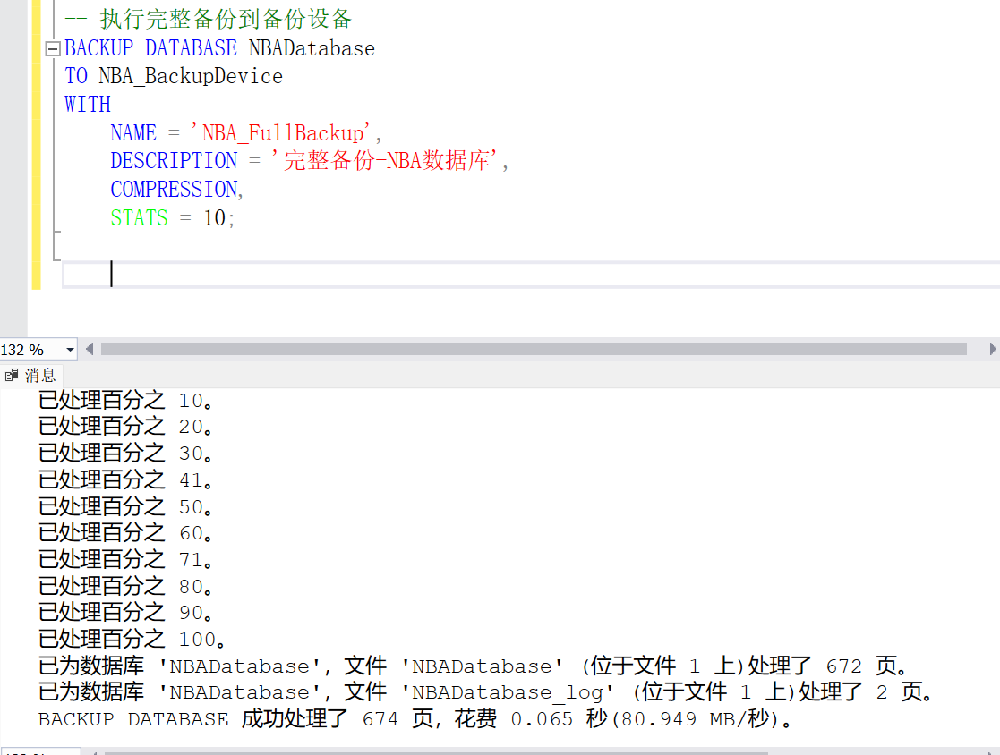 -- 执行完整备份到备份设备
BACKUP DATABASE NBADatabase
TO NBA_BackupDevice
WITH
NAME = 'NBA_FullBackup',
DESCRIPTION = '完整备份-NBA数据库',
COMPRESSION,
STATS = 10;
132 %
消息
已处理百分之 10。
已处理百分之 20。
已处理百分之 30。
已处理百分之 41。
已处理百分之 50。
已处理百分之 60。
已处理百分之 71。
已处理百分之 80。
已处理百分之 90。
已处理百分之 100。
已为数据库 'NBADatabase'，文件 'NBADatabase' (位于文件 1 上)处理了 672 页。
已为数据库 'NBADatabase'，文件 'NBADatabase_log' (位于文件 1 上)处理了 2 页。
BACKUP DATABASE 成功处理了 674 页，花费 0.065 秒(80.949 MB/秒)。